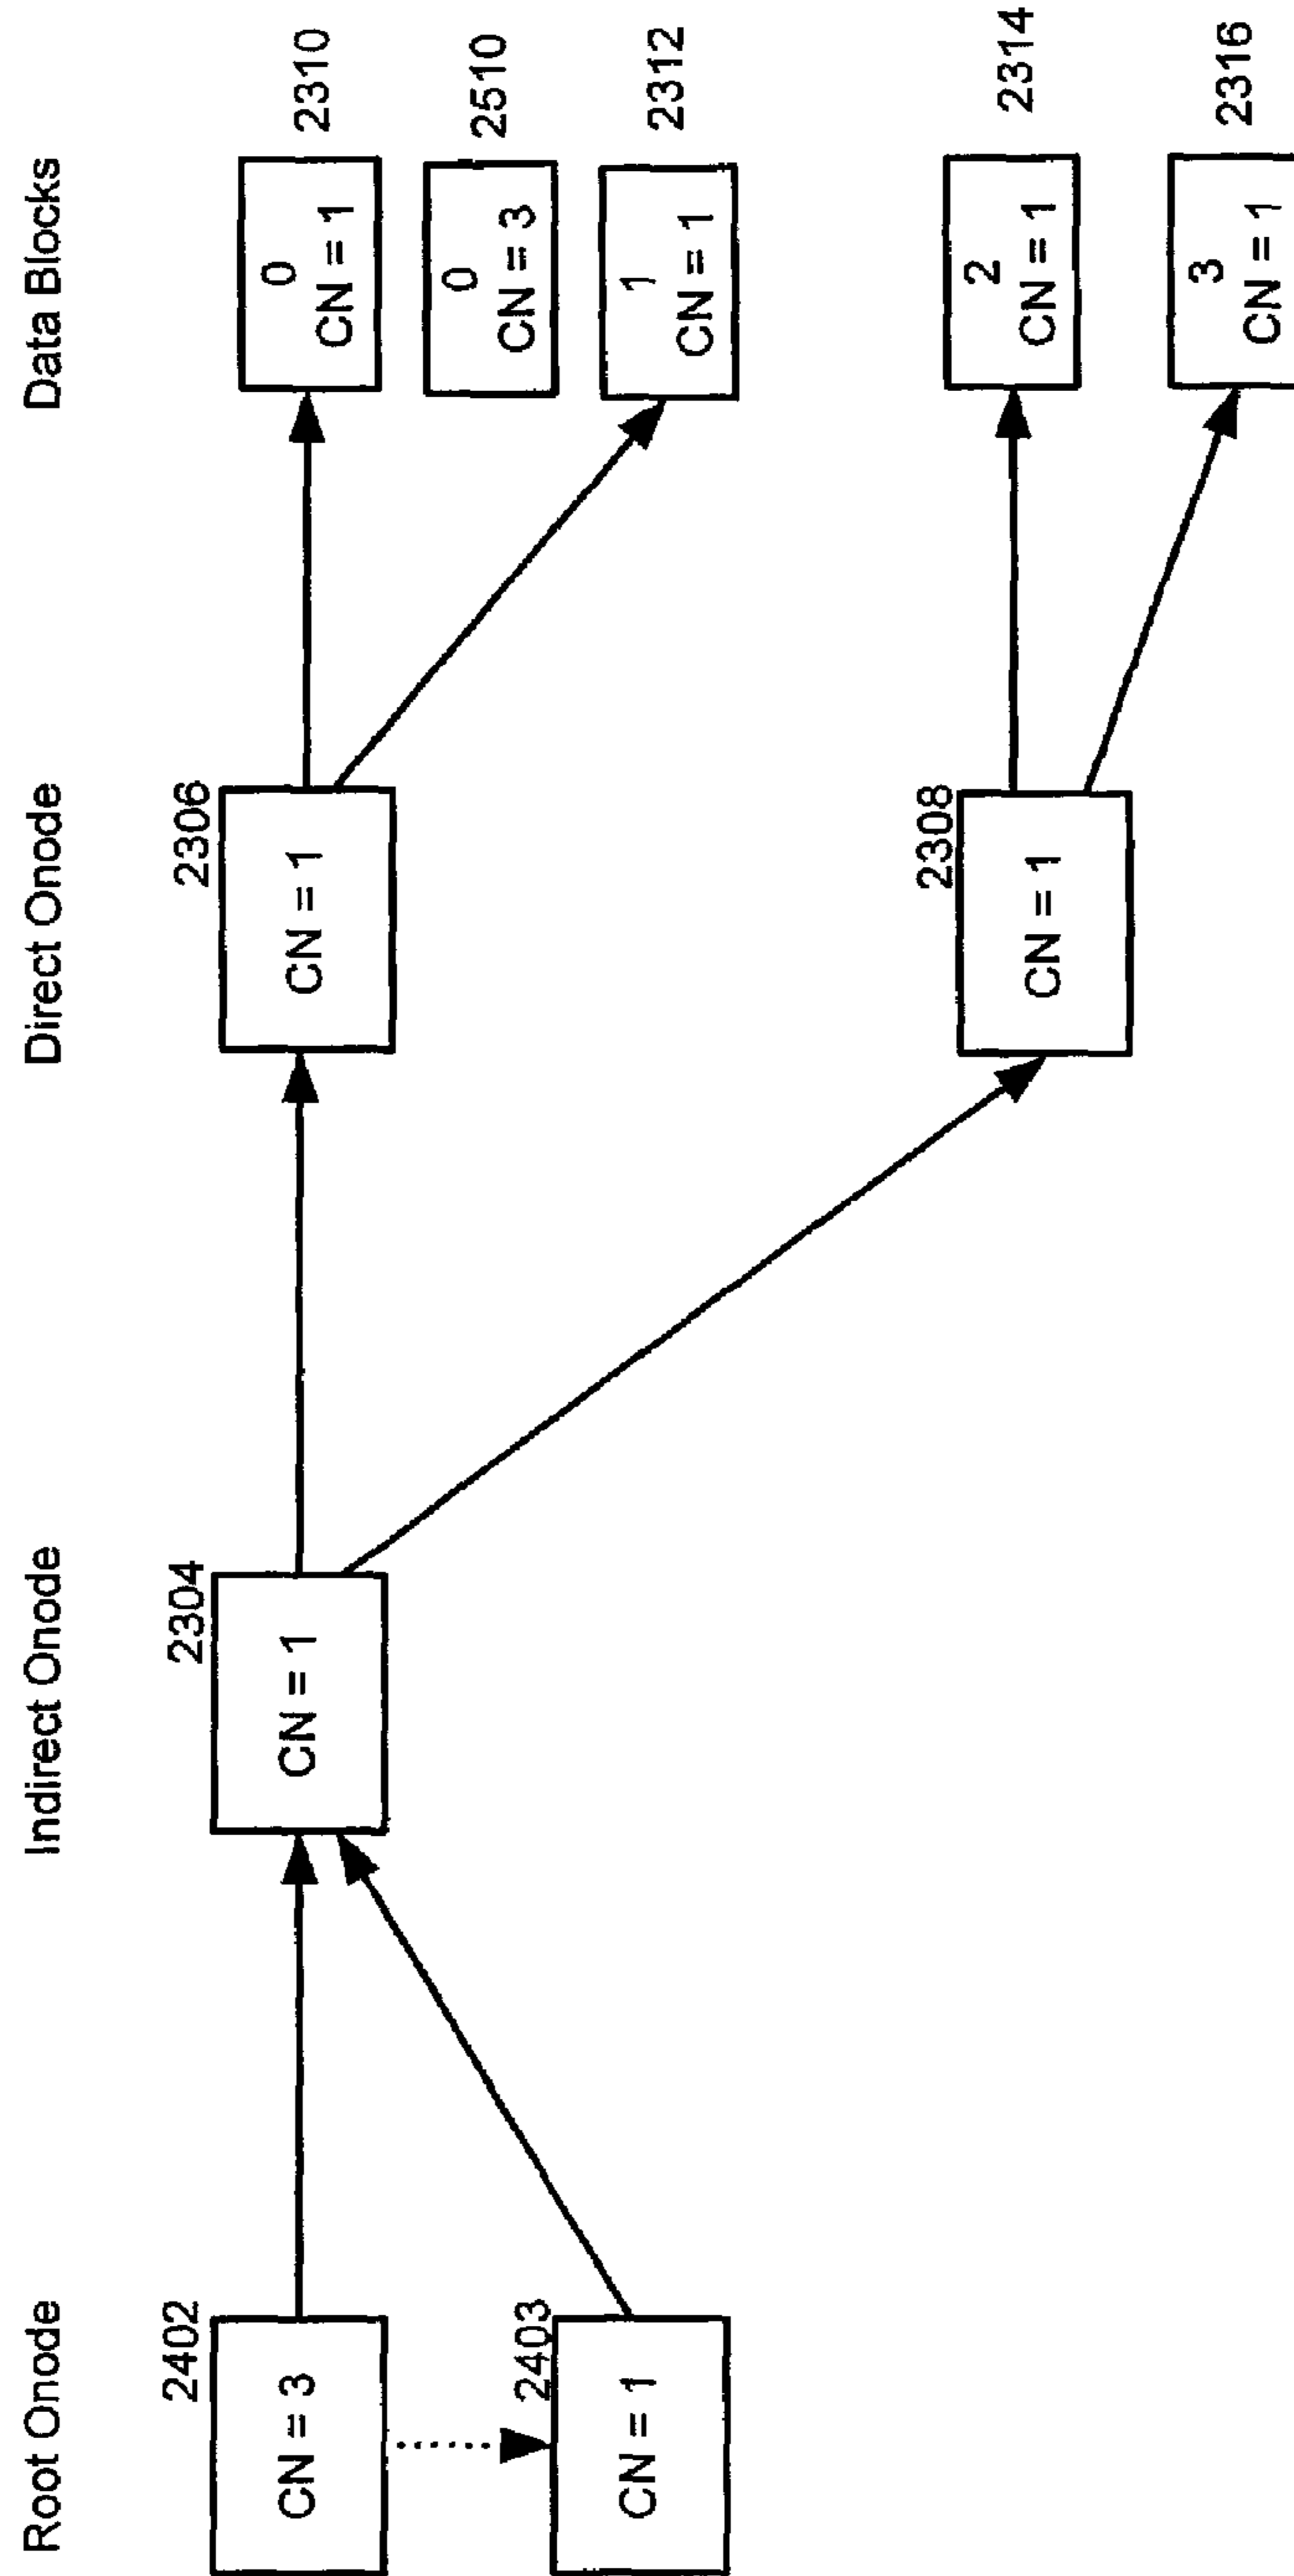 Root Onode
Indirect Onode
Direct Onode
Data Blocks
2402
CN = 3
2403
CN = 1
2304
CN = 1
2306
CN = 1
2308
CN = 1
0
CN = 1
2310
0
CN = 3
2510
1
CN = 1
2312
2
CN = 1
2314
3
CN = 1
2316